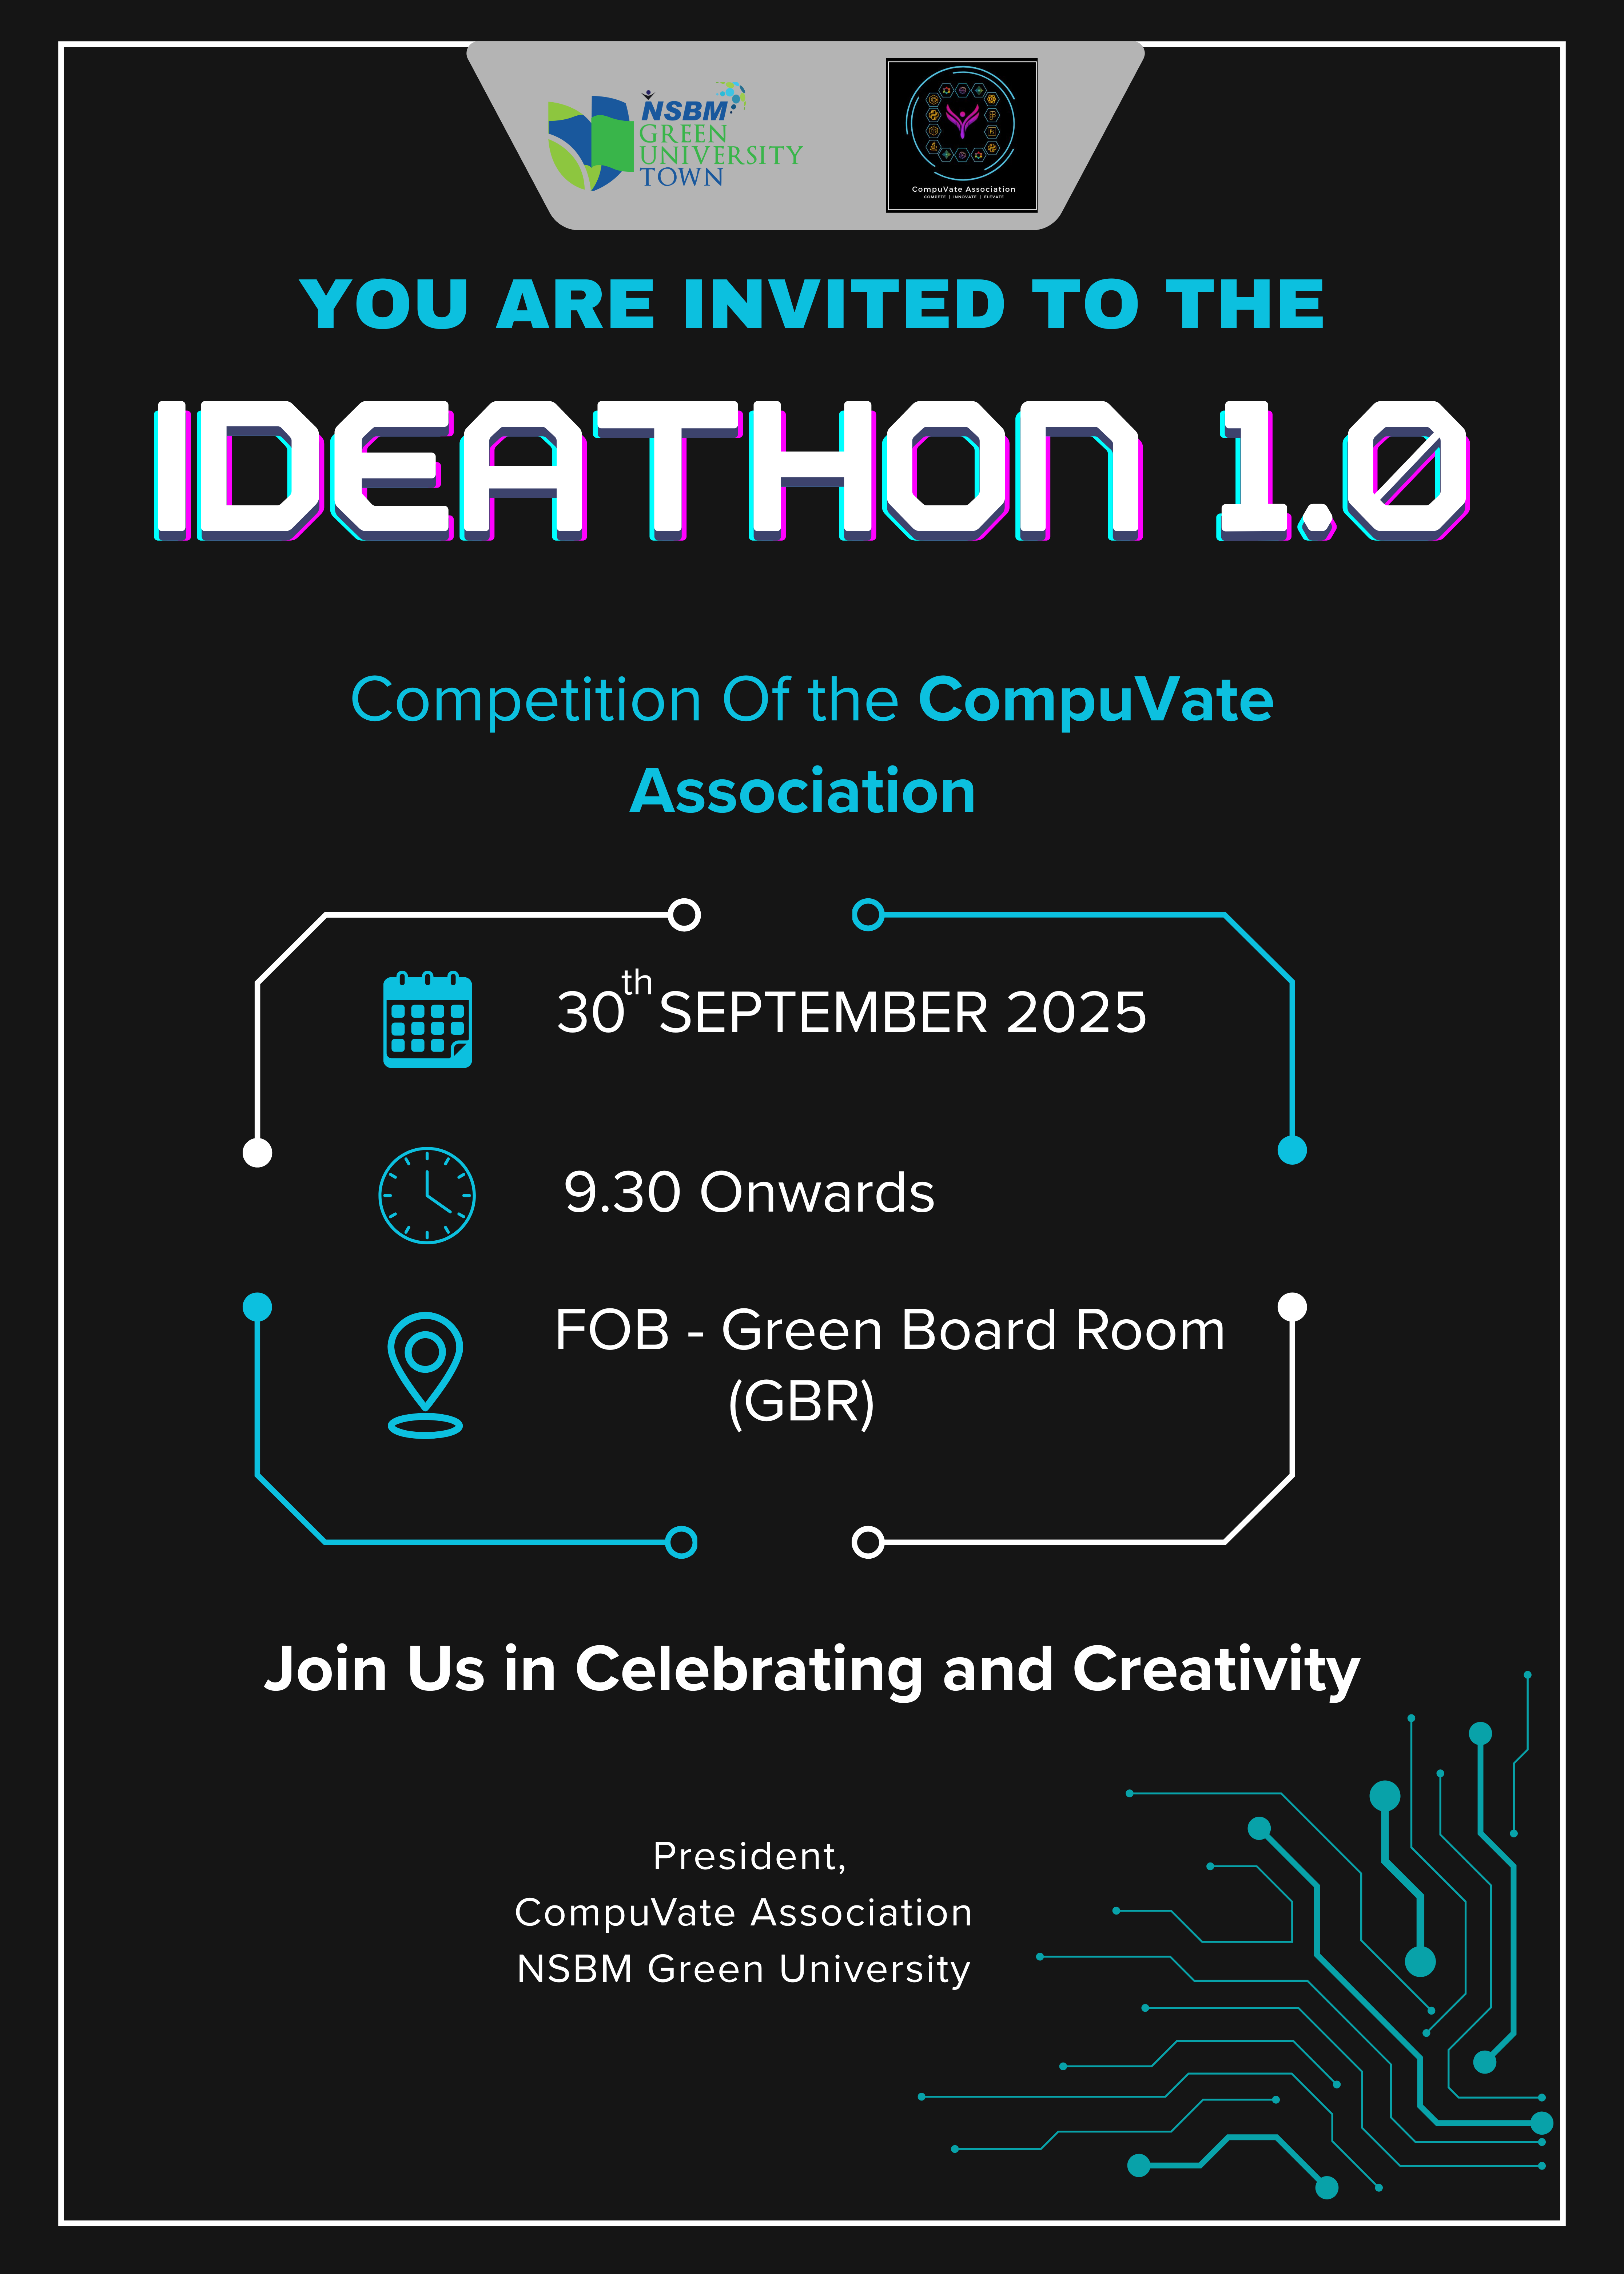 NSBM
GREEN
UNIVERSITY
TOWN
CompuVate Association
COMPETE | INNOVATE | ELEVATE
YOU ARE INVITED TO THE
IDEATHON 1.0
Competition Of the CompuVate
Association
30th SEPTEMBER 2025
9.30 Onwards
FOB - Green Board Room
(GBR)
Join Us in Celebrating and Creativity
President,
CompuVate Association
NSBM Green University